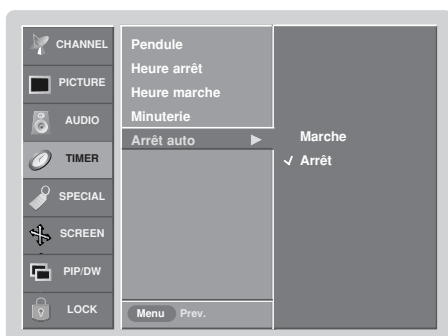 CHANNEL
PICTURE
AUDIO
TIMER
SPECIAL
SCREEN
PIP/DW
LOCK
Pendule
Heure arrêt
Heure marche
Minuterie
Arrêt auto ▶
Marche
✓ Arrêt
Menu Prev.